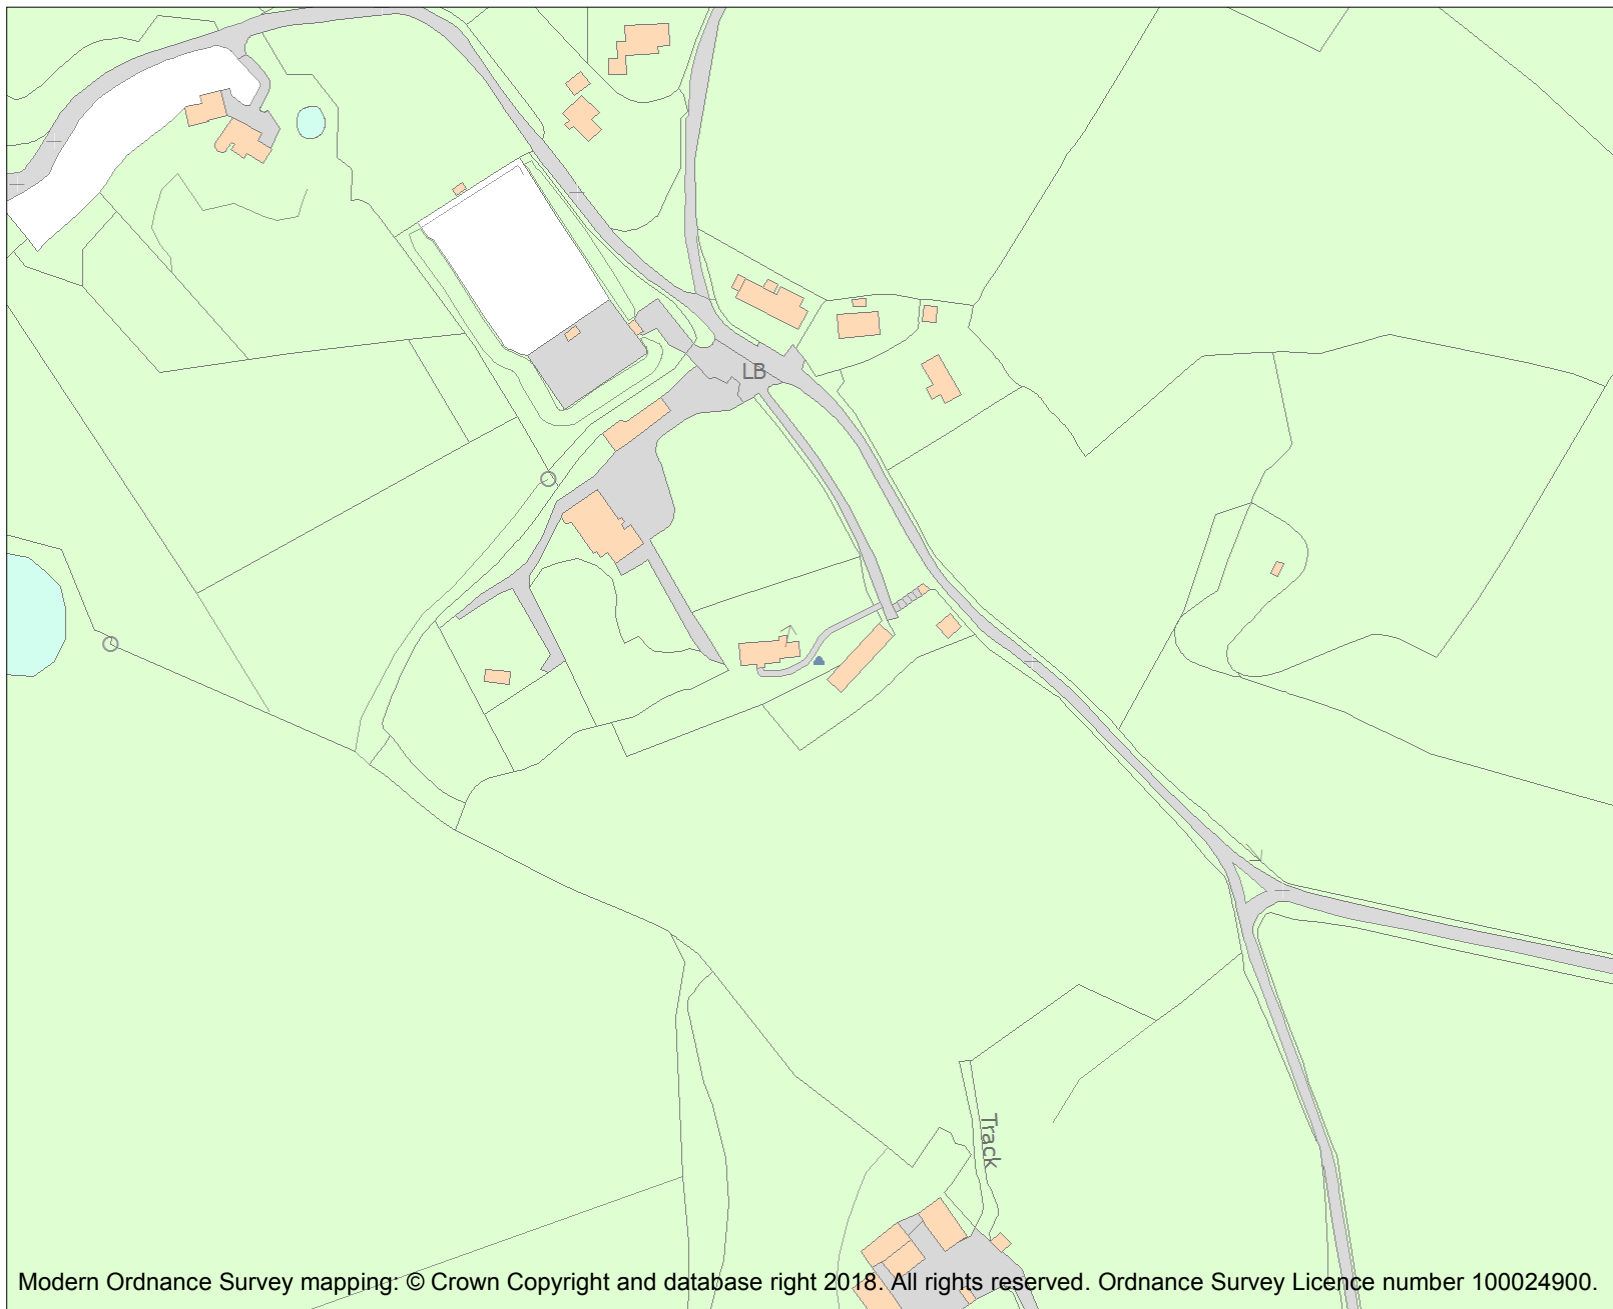 LB
Track
Modern Ordnance Survey mapping: © Crown Copyright and database right 2018. All rights reserved. Ordnance Survey Licence number 100024900.